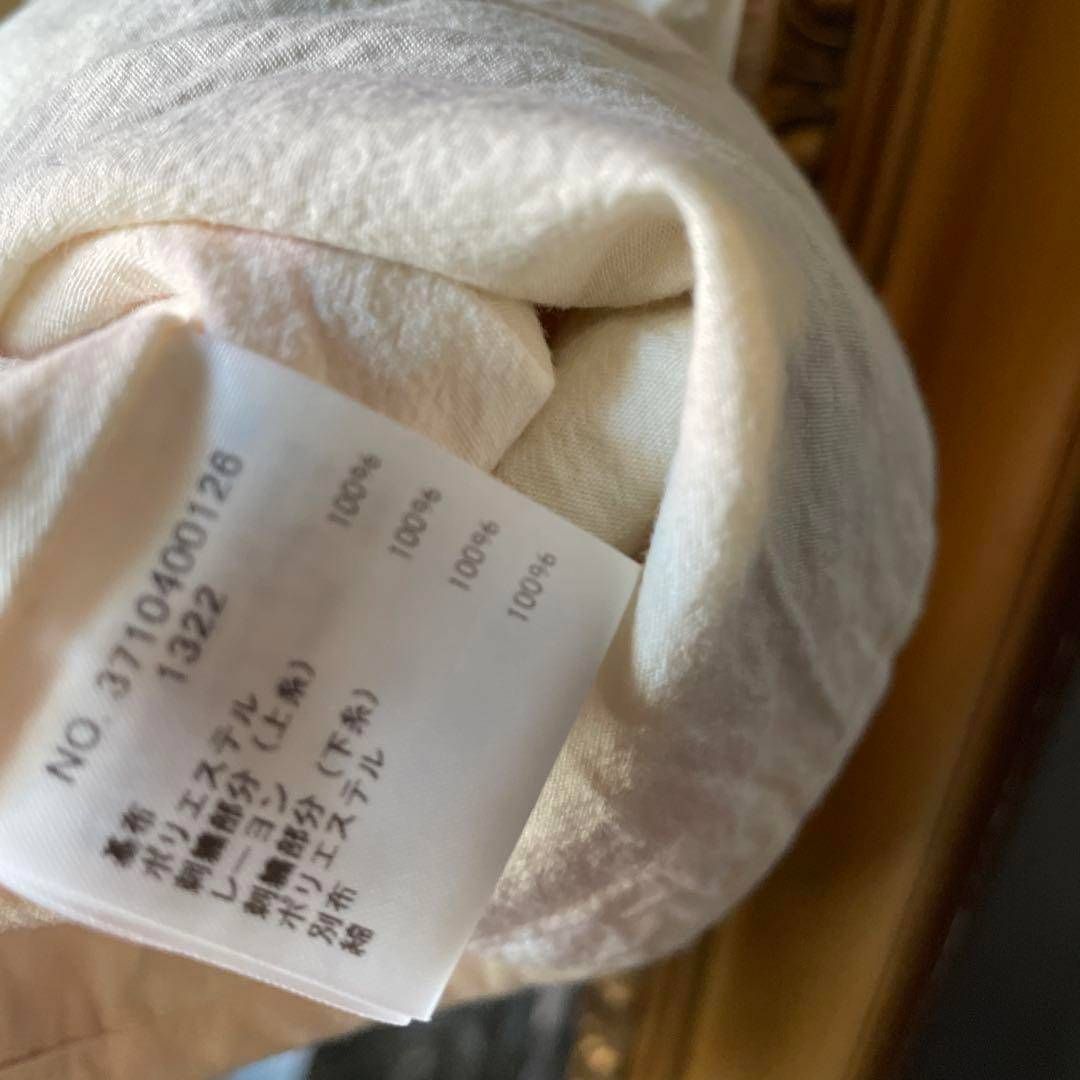 NO. 3710400126
1322
基布
ポリエステル 100%
刺繍部分(上糸)
レーヨン 100%
刺繍部分(下糸)
ポリエステル 100%
別布
綿 100%